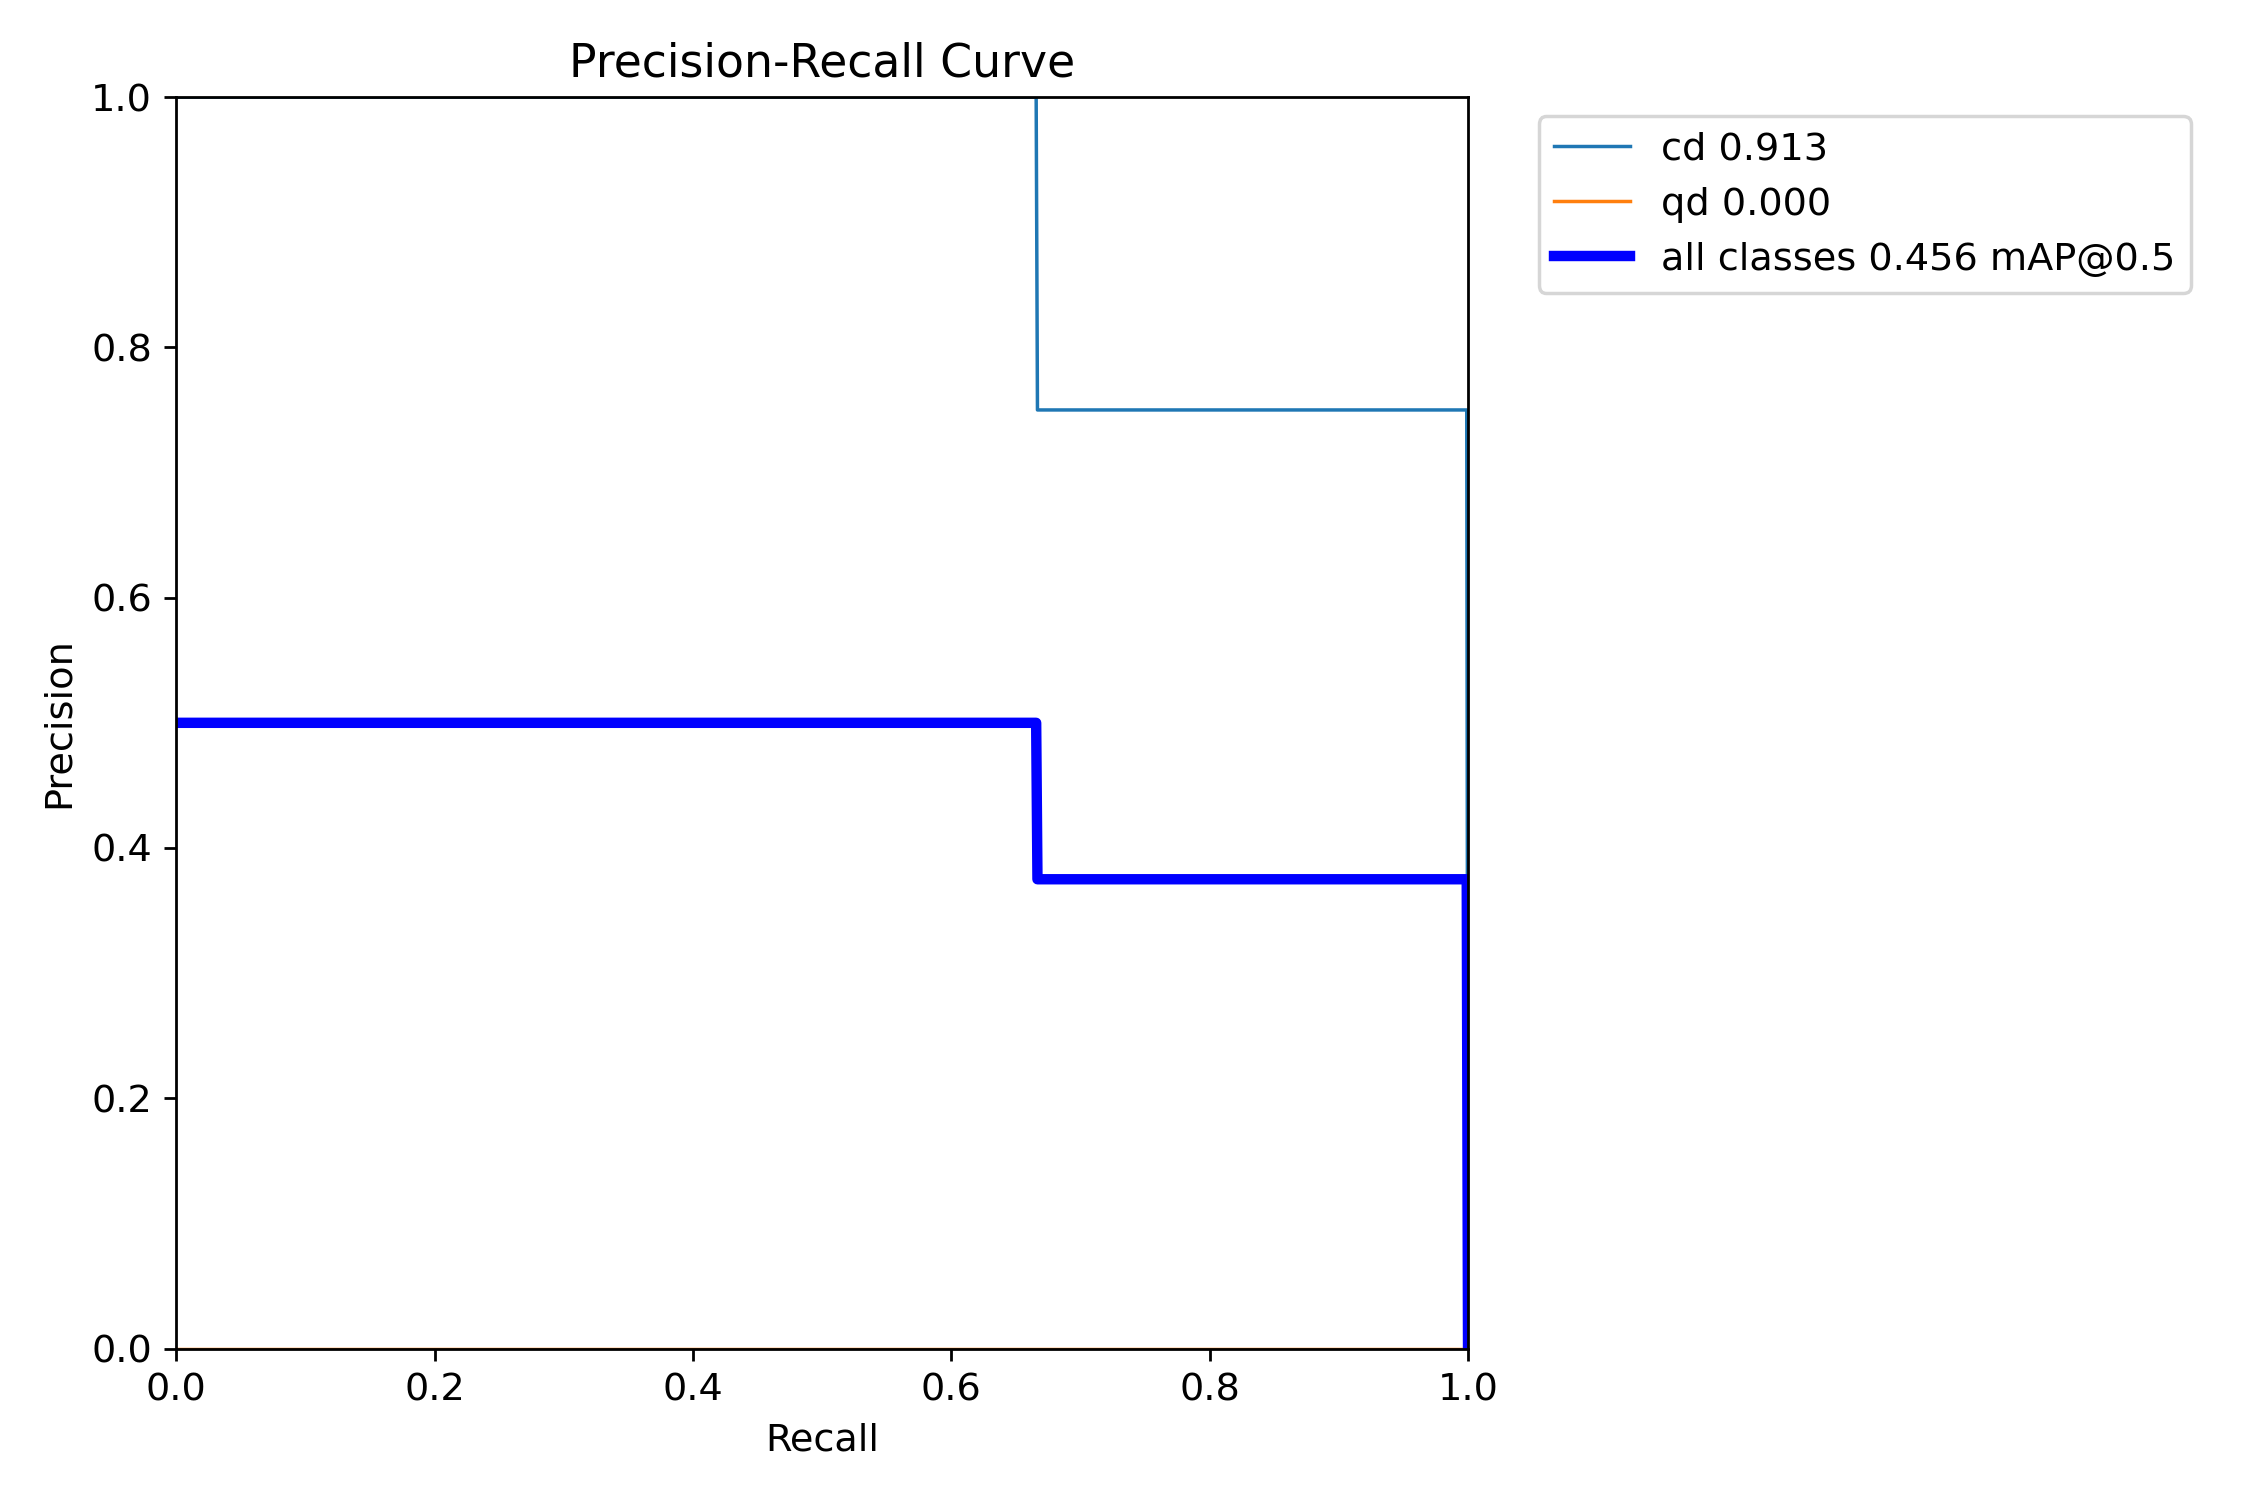 Precision-Recall Curve
1.0
0.8
0.6
0.4
0.2
0.0
Precision
0.0 0.2 0.4 0.6 0.8 1.0
Recall
cd 0.913
qd 0.000
all classes 0.456 mAP@0.5